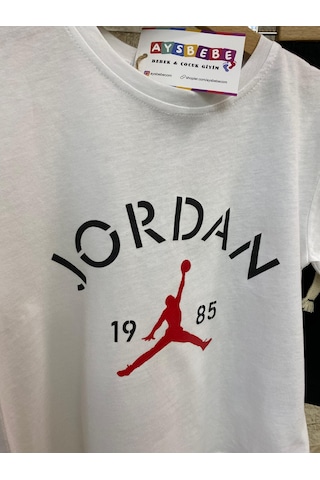 AYSBEBE
BEBEK & ÇOCUK GİYİM
JORDAN
19 85